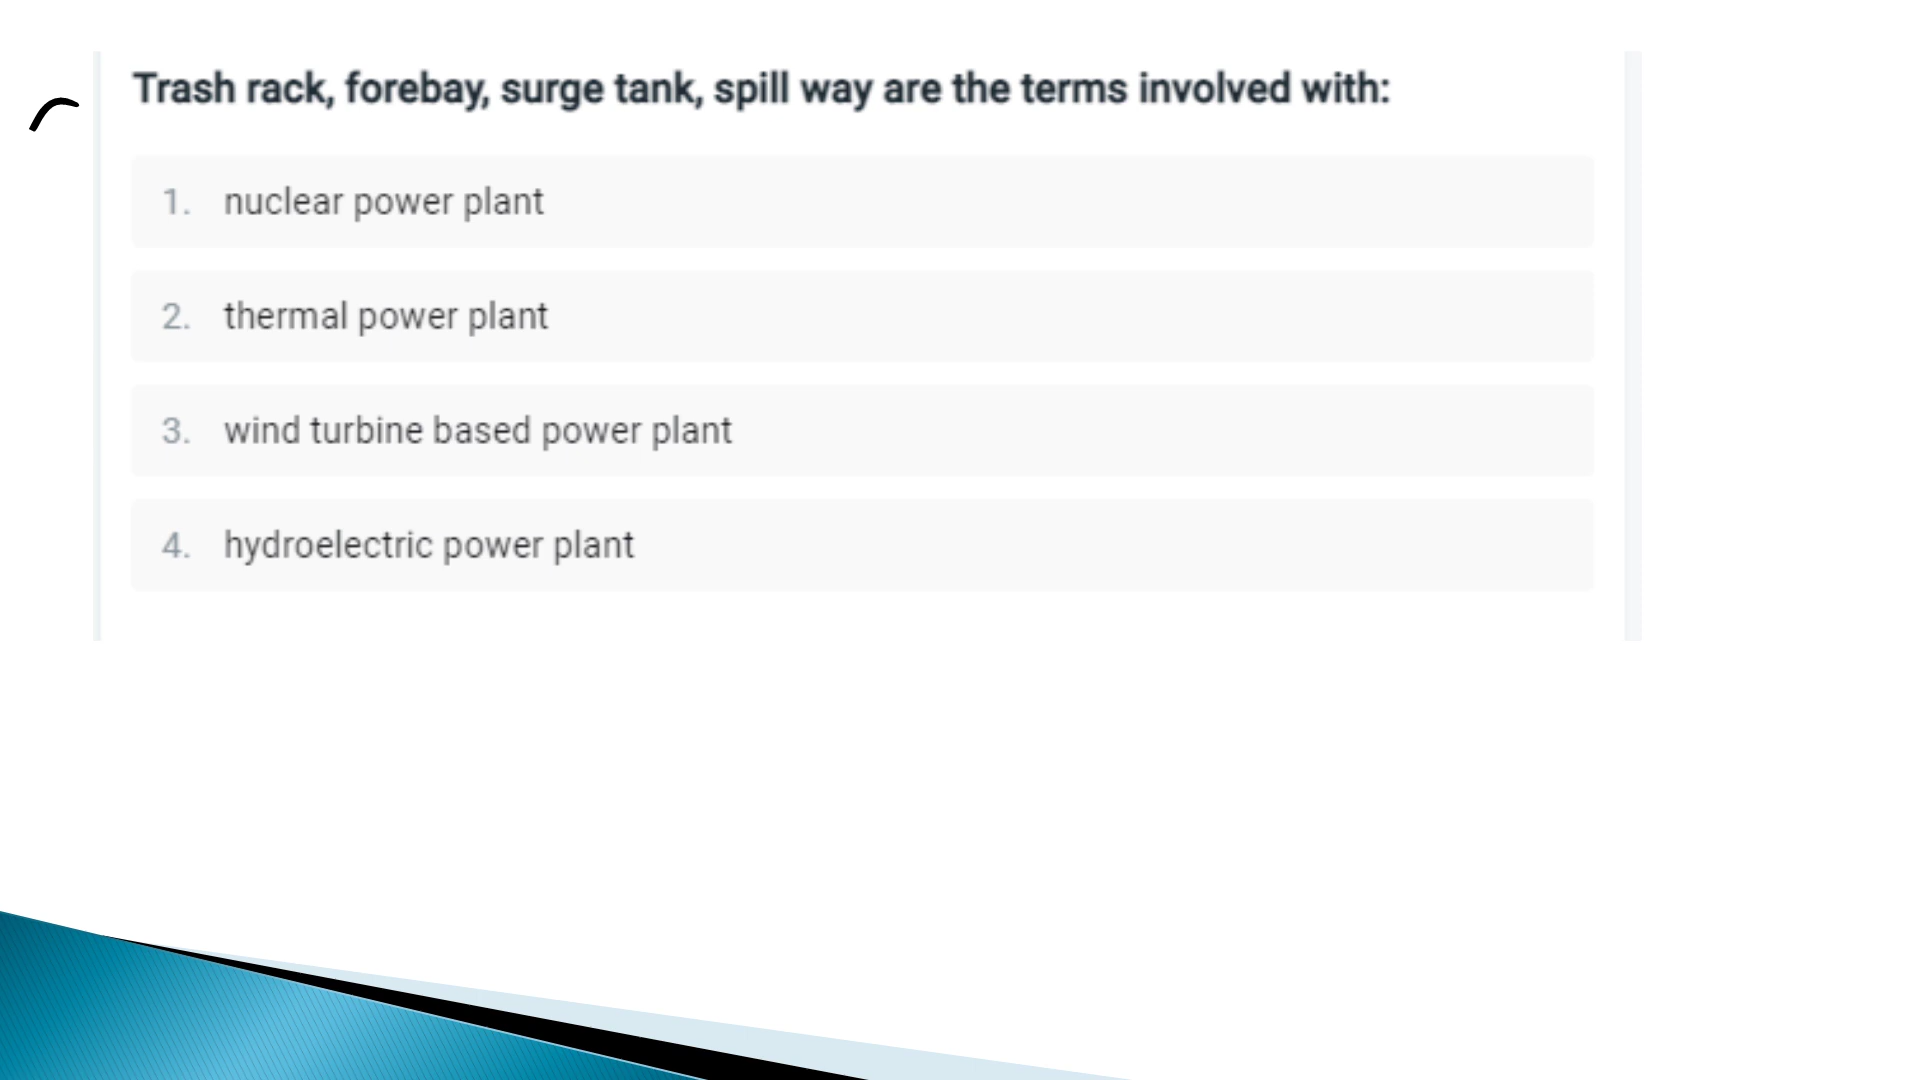 Trash rack, forebay, surge tank, spill way are the terms involved with:
1. nuclear power plant
2. thermal power plant
3. wind turbine based power plant
4. hydroelectric power plant